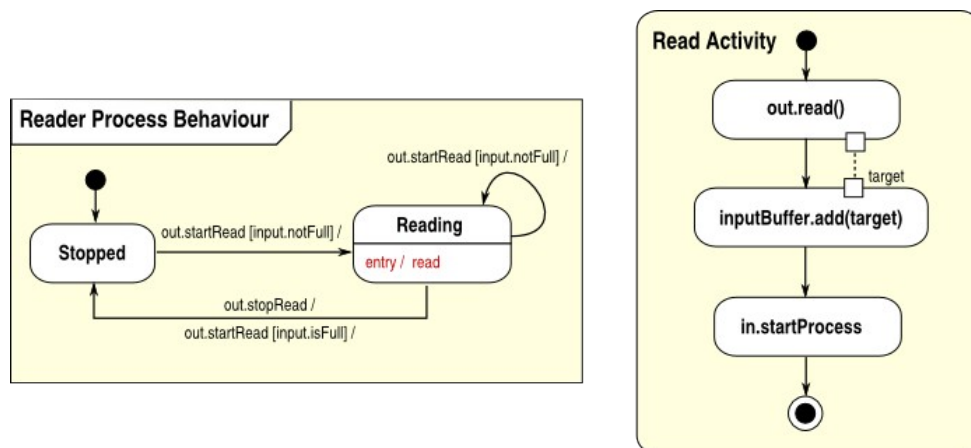 Reader Process Behaviour
out.startRead [input.notFull] /
Stopped
out.startRead [input.notFull] /
Reading
entry / read
out.stopRead /
out.startRead [input.isFull] /
Read Activity
out.read()
target
inputBuffer.add(target)
in.startProcess